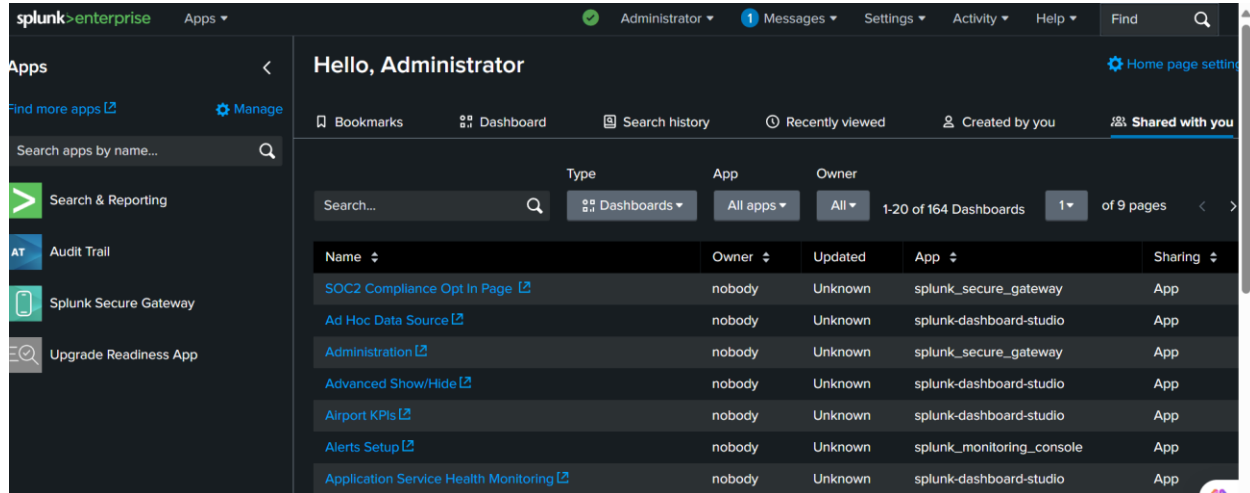 splunk>enterprise Apps Administrator 1 Messages Settings Activity Help Find
Apps
Find more apps Manage
Search apps by name...
Search & Reporting
AT Audit Trail
Splunk Secure Gateway
Upgrade Readiness App
Hello, Administrator
Home page setting
Bookmarks Dashboard Search history Recently viewed Created by you Shared with you
Type App Owner
Search... Dashboards All apps All 1-20 of 164 Dashboards 1 of 9 pages
Name Owner Updated App Sharing
SOC2 Compliance Opt In Page nobody Unknown splunk_secure_gateway App
Ad Hoc Data Source nobody Unknown splunk-dashboard-studio App
Administration nobody Unknown splunk_secure_gateway App
Advanced Show/Hide nobody Unknown splunk-dashboard-studio App
Airport KPIs nobody Unknown splunk-dashboard-studio App
Alerts Setup nobody Unknown splunk_monitoring_console App
Application Service Health Monitoring nobody Unknown splunk-dashboard-studio App